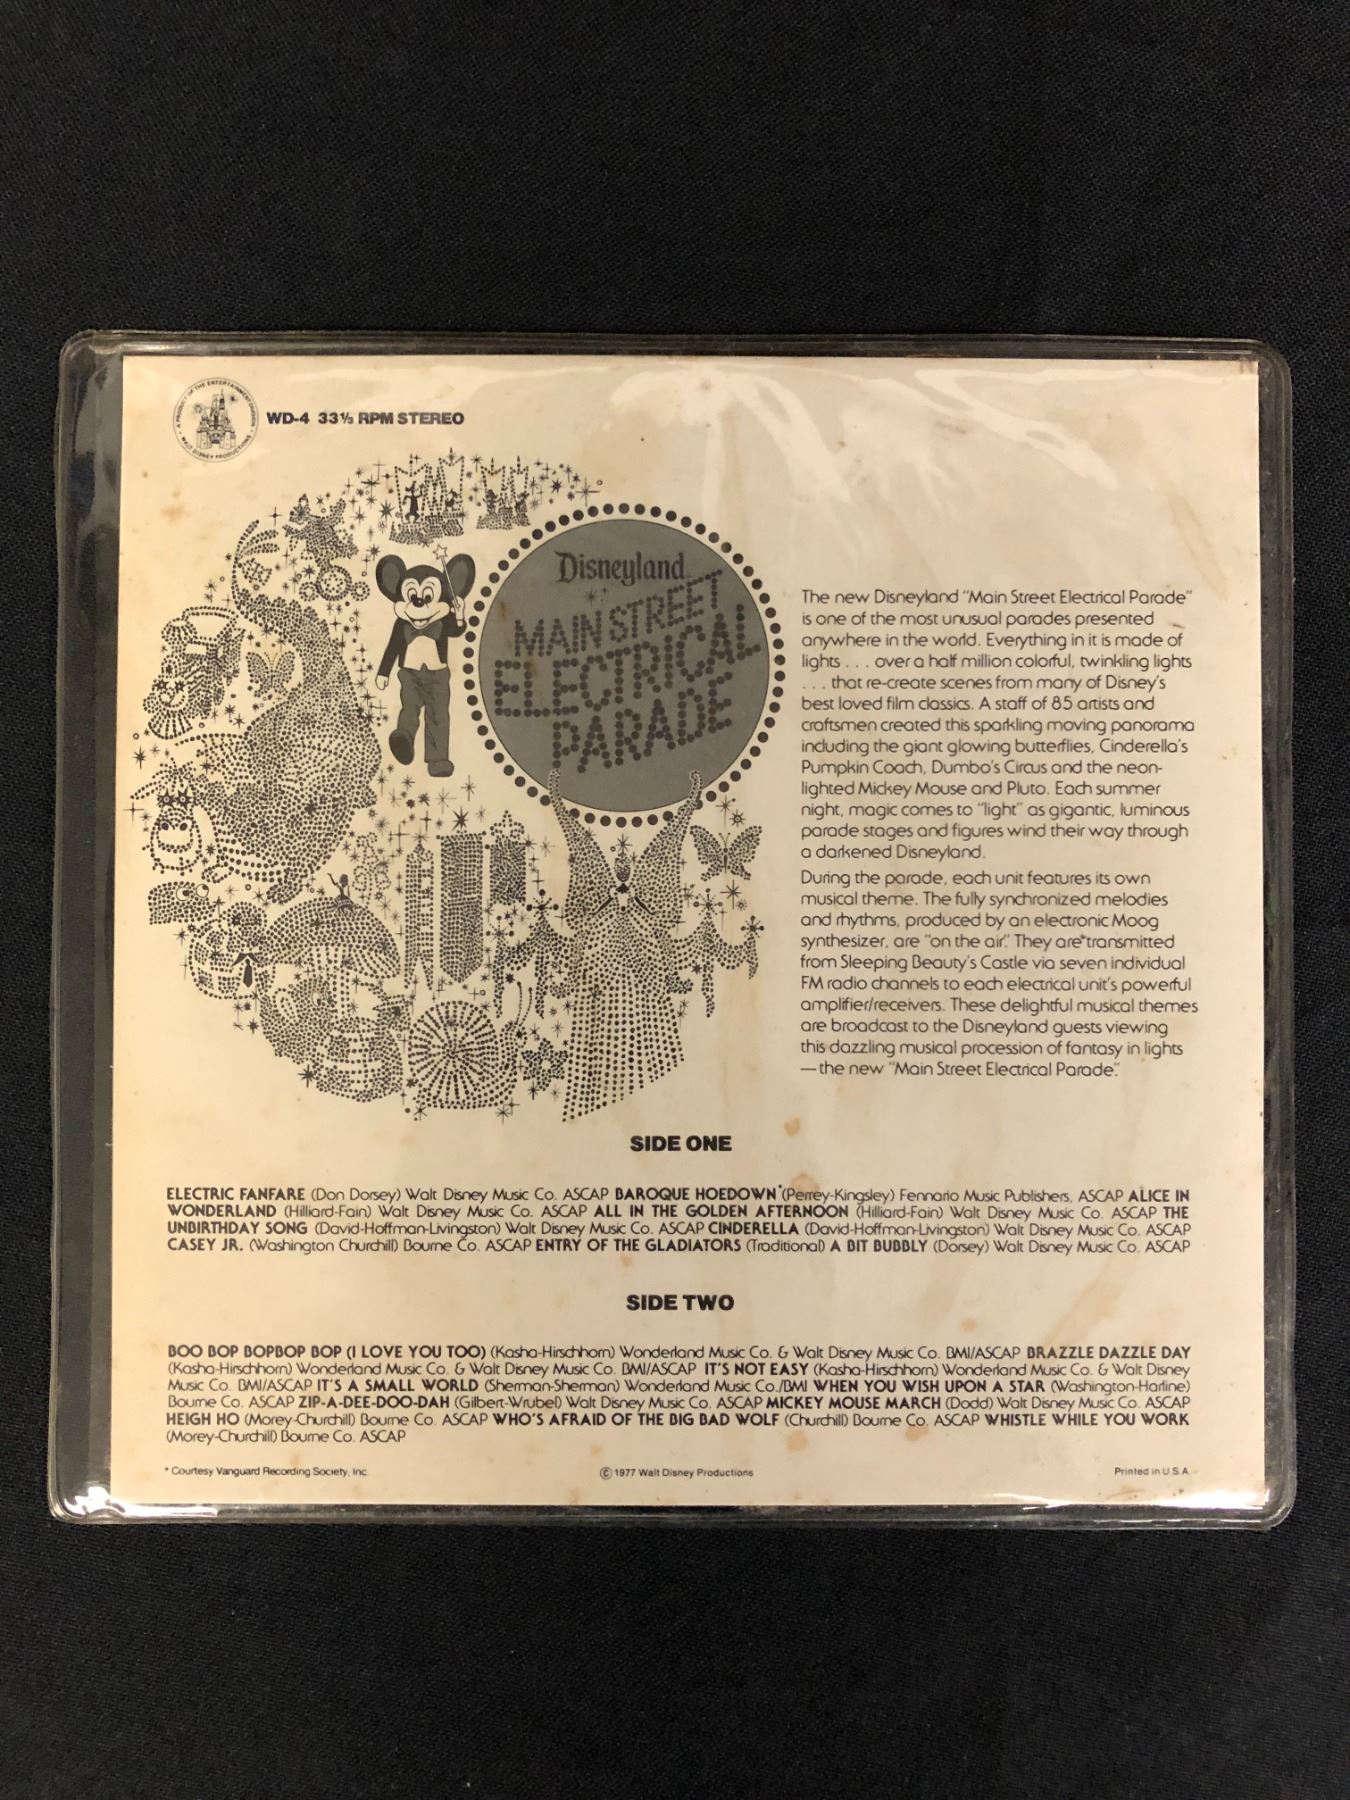 A PRODUCT OF THE ENTERTAINMENT DIVISION
WALT DISNEY PRODUCTIONS
WD-4 33⅓ RPM STEREO
Disneyland
MAIN STREET
ELECTRICAL
PARADE
The new Disneyland "Main Street Electrical Parade"
is one of the most unusual parades presented
anywhere in the world. Everything in it is made of
lights . . . over a half million colorful, twinkling lights
. . . that re-create scenes from many of Disney's
best loved film classics. A staff of 85 artists and
craftsmen created this sparkling moving panorama
including the giant glowing butterflies, Cinderella's
Pumpkin Coach, Dumbo's Circus and the neon-
lighted Mickey Mouse and Pluto. Each summer
night, magic comes to "light" as gigantic, luminous
parade stages and figures wind their way through
a darkened Disneyland.
During the parade, each unit features its own
musical theme. The fully synchronized melodies
and rhythms, produced by an electronic Moog
synthesizer, are "on the air." They are transmitted
from Sleeping Beauty's Castle via seven individual
FM radio channels to each electrical unit's powerful
amplifier/receivers. These delightful musical themes
are broadcast to the Disneyland guests viewing
this dazzling musical procession of fantasy in lights
— the new "Main Street Electrical Parade."
SIDE ONE
ELECTRIC FANFARE (Don Dorsey) Walt Disney Music Co. ASCAP BAROQUE HOEDOWN* (Perrey-Kingsley) Fennario Music Publishers, ASCAP ALICE IN
WONDERLAND (Hilliard-Fain) Walt Disney Music Co. ASCAP ALL IN THE GOLDEN AFTERNOON (Hilliard-Fain) Walt Disney Music Co. ASCAP THE
UNBIRTHDAY SONG (David-Hoffman-Livingston) Walt Disney Music Co. ASCAP CINDERELLA (David-Hoffman-Livingston) Walt Disney Music Co. ASCAP
CASEY JR. (Washington Churchill) Bourne Co. ASCAP ENTRY OF THE GLADIATORS (Traditional) A BIT BUBBLY (Dorsey) Walt Disney Music Co. ASCAP
SIDE TWO
BOO BOP BOPBOP BOP (I LOVE YOU TOO) (Kasha-Hirschhorn) Wonderland Music Co. & Walt Disney Music Co. BMI/ASCAP BRAZZLE DAZZLE DAY
(Kasha-Hirschhorn) Wonderland Music Co. & Walt Disney Music Co. BMI/ASCAP IT'S NOT EASY (Kasha-Hirschhorn) Wonderland Music Co. & Walt Disney
Music Co. BMI/ASCAP IT'S A SMALL WORLD (Sherman-Sherman) Wonderland Music Co./BMI WHEN YOU WISH UPON A STAR (Washington-Harline)
Bourne Co. ASCAP ZIP-A-DEE-DOO-DAH (Gilbert-Wrubel) Walt Disney Music Co. ASCAP MICKEY MOUSE MARCH (Dodd) Walt Disney Music Co. ASCAP
HEIGH HO (Morey-Churchill) Bourne Co. ASCAP WHO'S AFRAID OF THE BIG BAD WOLF (Churchill) Bourne Co. ASCAP WHISTLE WHILE YOU WORK
(Morey-Churchill) Bourne Co. ASCAP
* Courtesy Vanguard Recording Society, Inc.
© 1977 Walt Disney Productions
Printed in U.S.A.